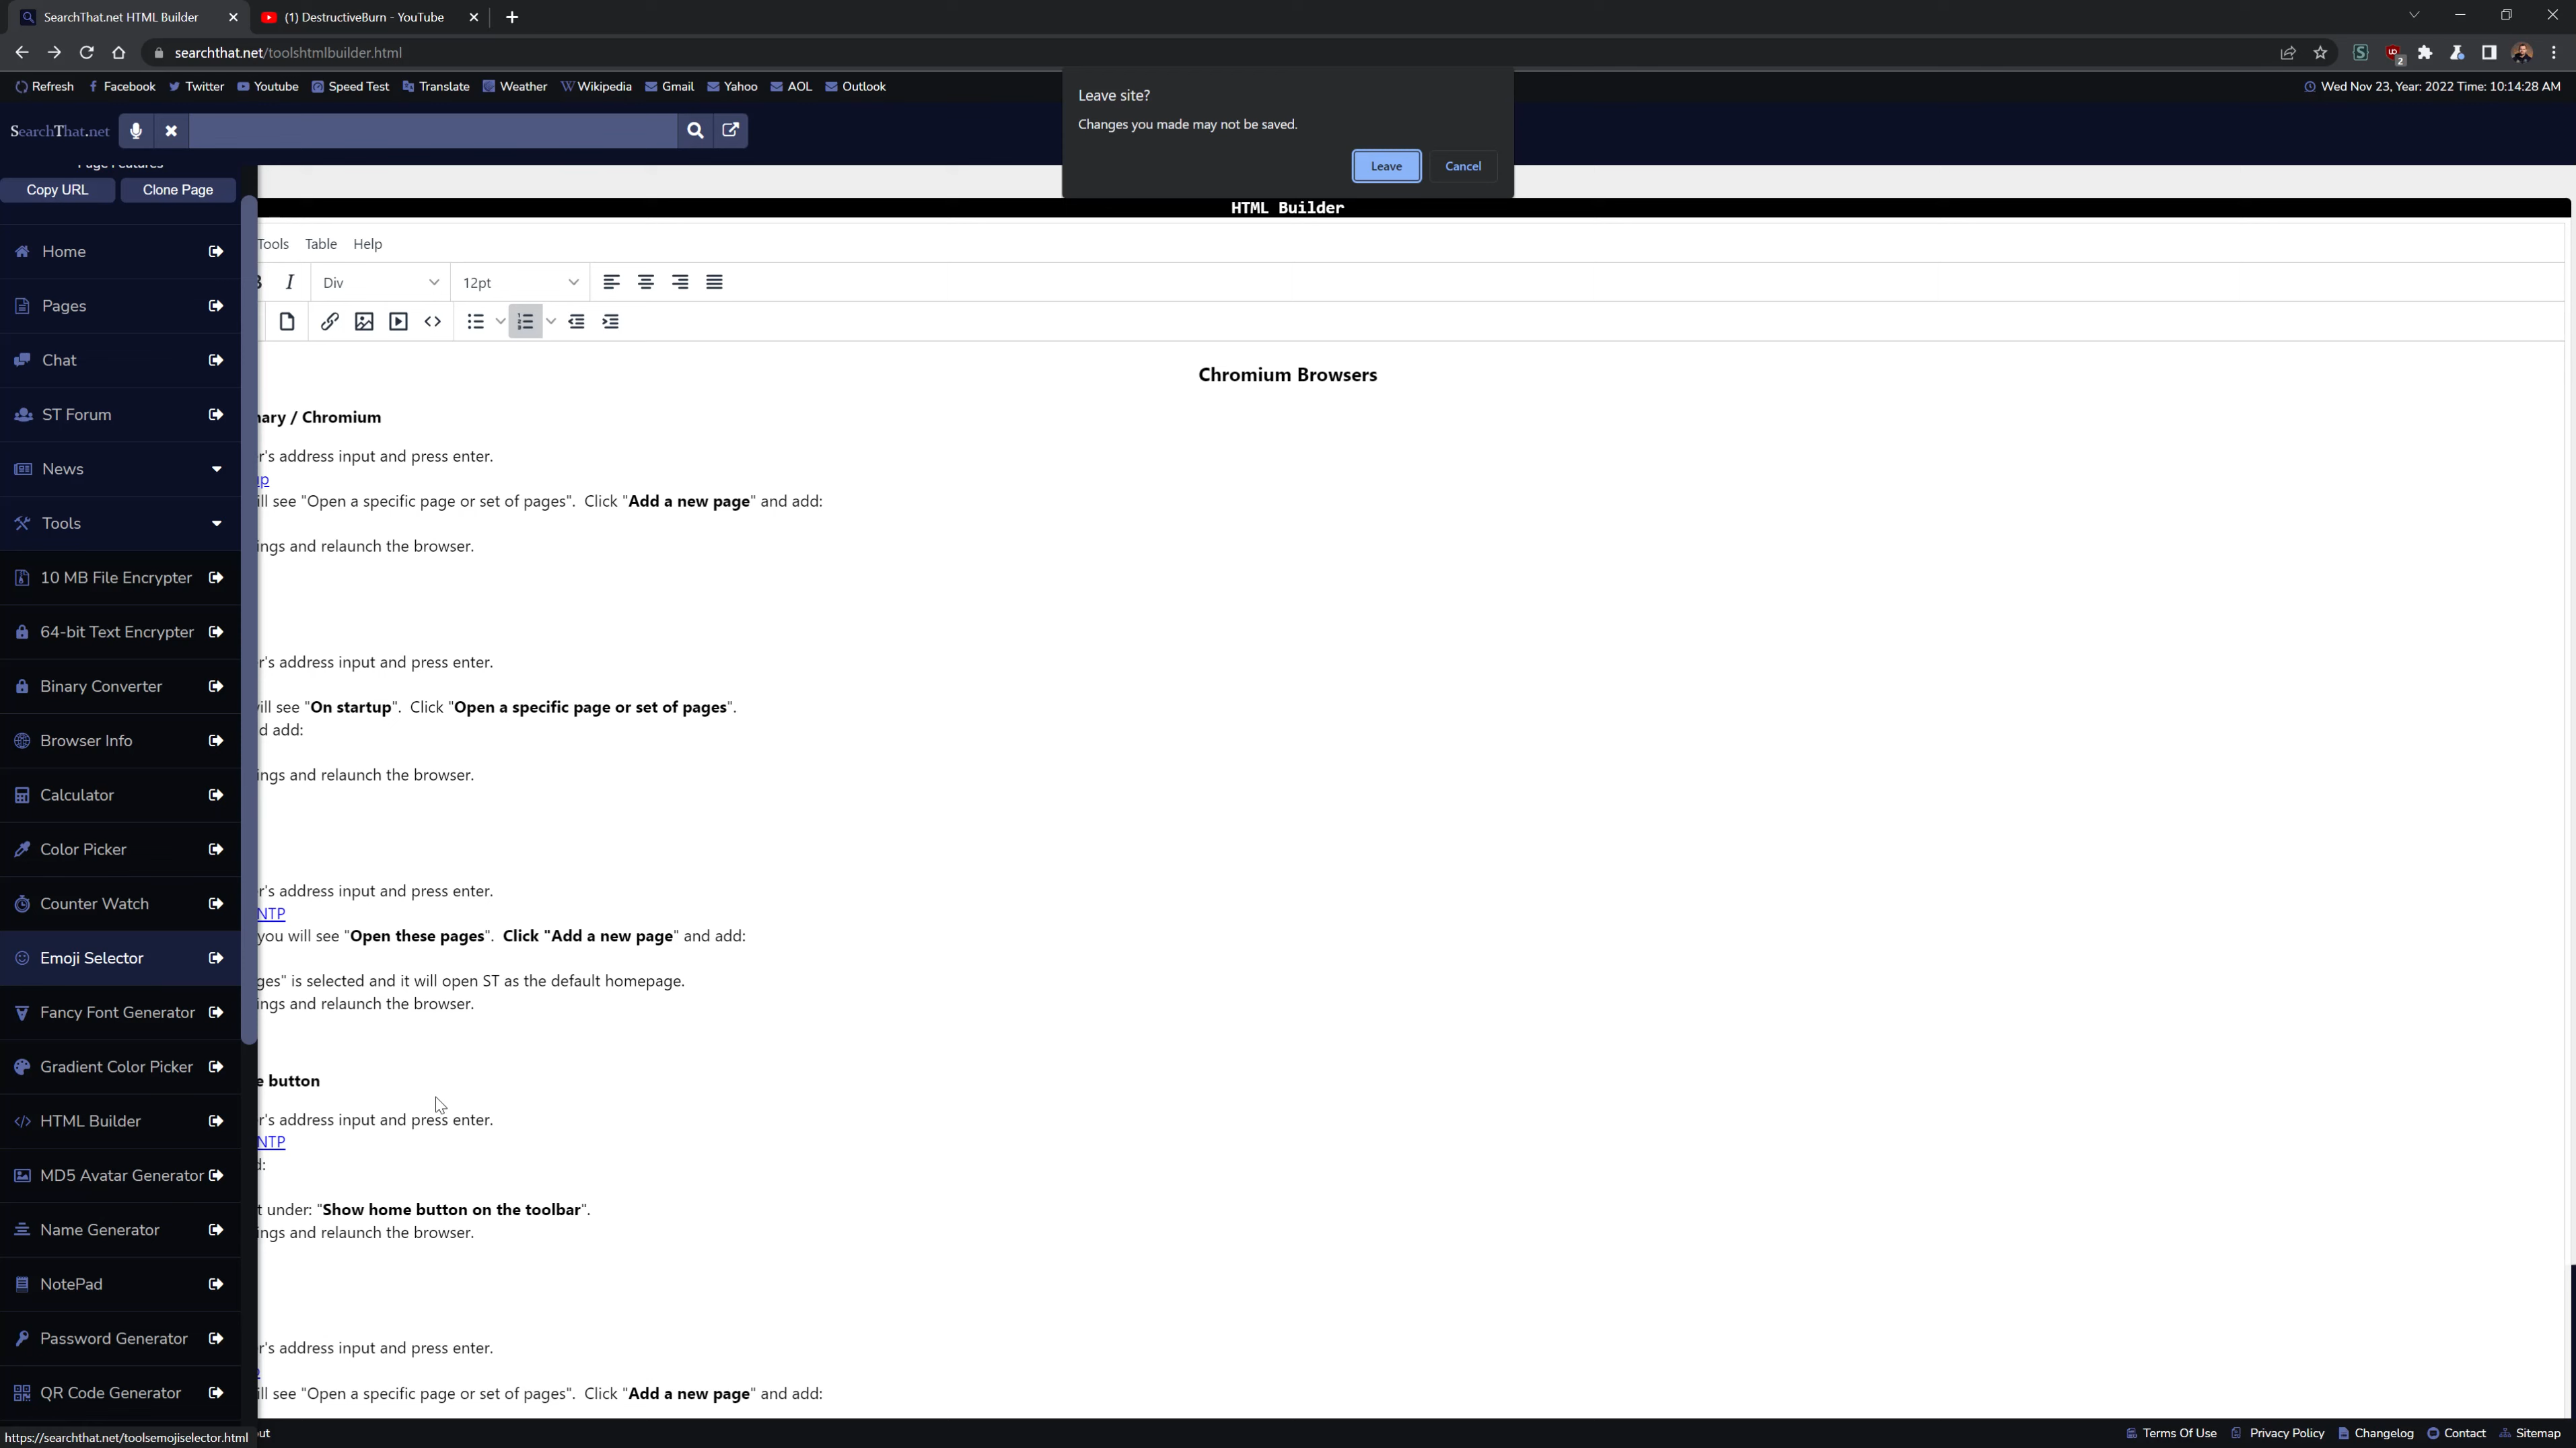 SearchThat.net HTML Builder
(1) DestructiveBurn - YouTube
searchthat.net/toolshtmlbuilder.html
2
Refresh Facebook Twitter Youtube Speed Test Translate Weather Wikipedia Gmail Yahoo AOL Outlook
Wed Nov 23, Year: 2022 Time: 10:14:28 AM
Leave site?
Changes you made may not be saved.
Leave Cancel
SearchThat.net
Page Features
Copy URL Clone Page
HTML Builder
Home
Pages
Chat
ST Forum
News
Tools
10 MB File Encrypter
64-bit Text Encrypter
Binary Converter
Browser Info
Calculator
Color Picker
Counter Watch
Emoji Selector
Fancy Font Generator
Gradient Color Picker
HTML Builder
MD5 Avatar Generator
Name Generator
NotePad
Password Generator
QR Code Generator
Tools Table Help
I Div 12pt
Chromium Browsers
nary / Chromium
r's address input and press enter.
up
ill see "Open a specific page or set of pages". Click "Add a new page" and add:
ings and relaunch the browser.
r's address input and press enter.
will see "On startup". Click "Open a specific page or set of pages".
d add:
ings and relaunch the browser.
r's address input and press enter.
NTP
you will see "Open these pages". Click "Add a new page" and add:
ges" is selected and it will open ST as the default homepage.
ings and relaunch the browser.
e button
r's address input and press enter.
NTP
d:
t under: "Show home button on the toolbar".
ings and relaunch the browser.
r's address input and press enter.
ill see "Open a specific page or set of pages". Click "Add a new page" and add:
https://searchthat.net/toolsemojiselector.html
out
Terms Of Use Privacy Policy Changelog Contact Sitemap